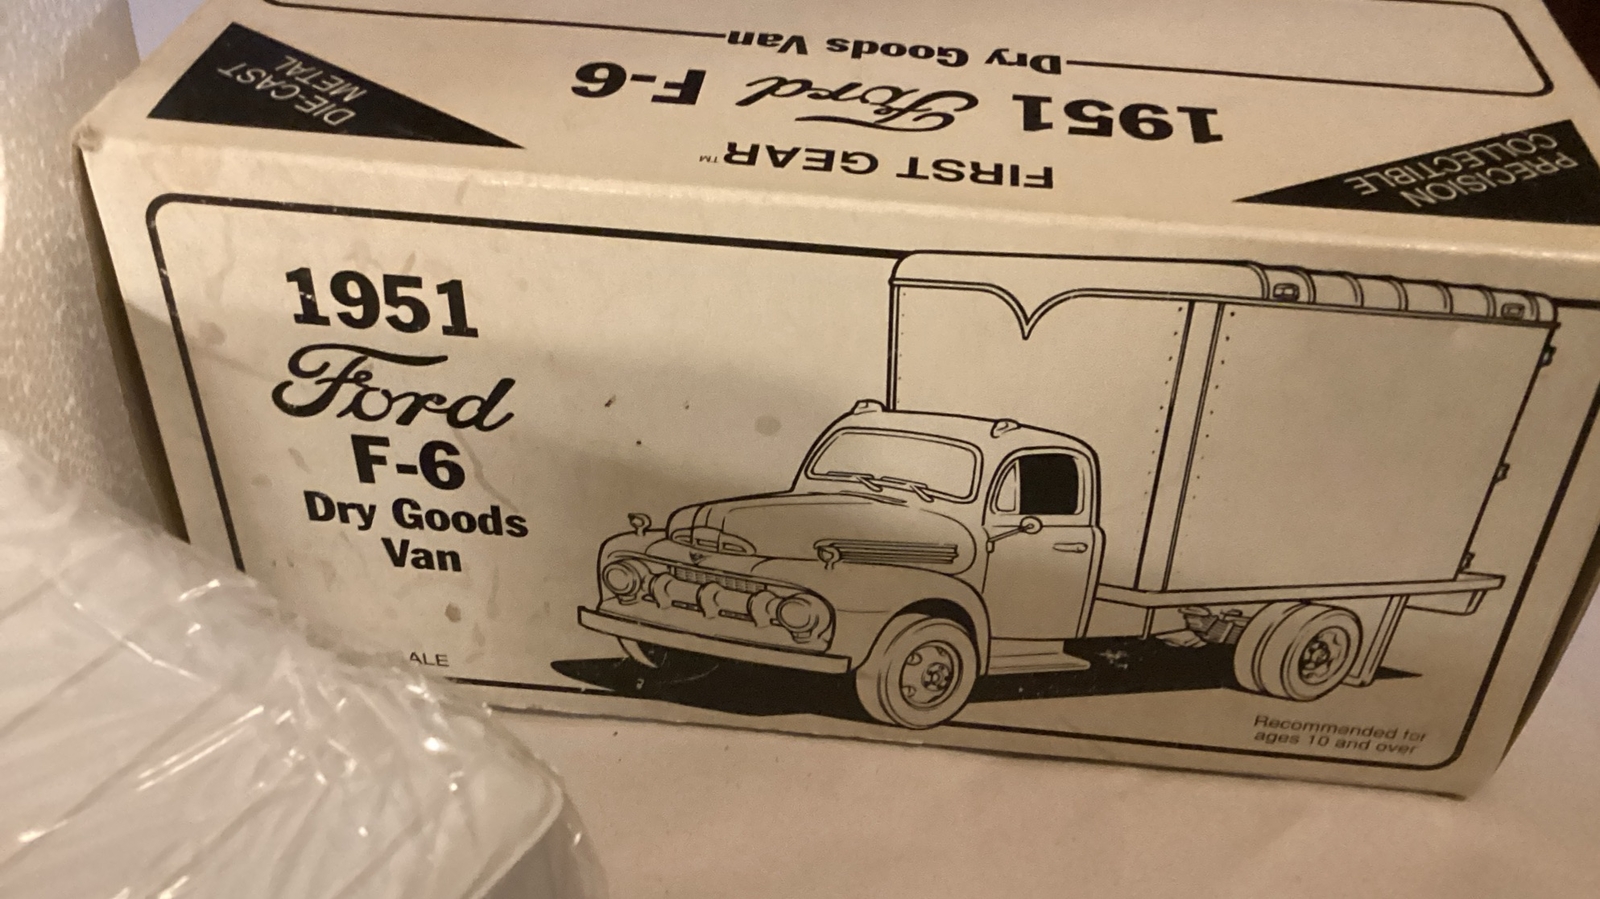 Dry Goods Van
1951 Ford F-6
FIRST GEAR™
DIE CAST
METAL
PRECISION
COLLECTIBLE
1951
Ford
F-6
Dry Goods
Van
ALE
Recommended for
ages 10 and over